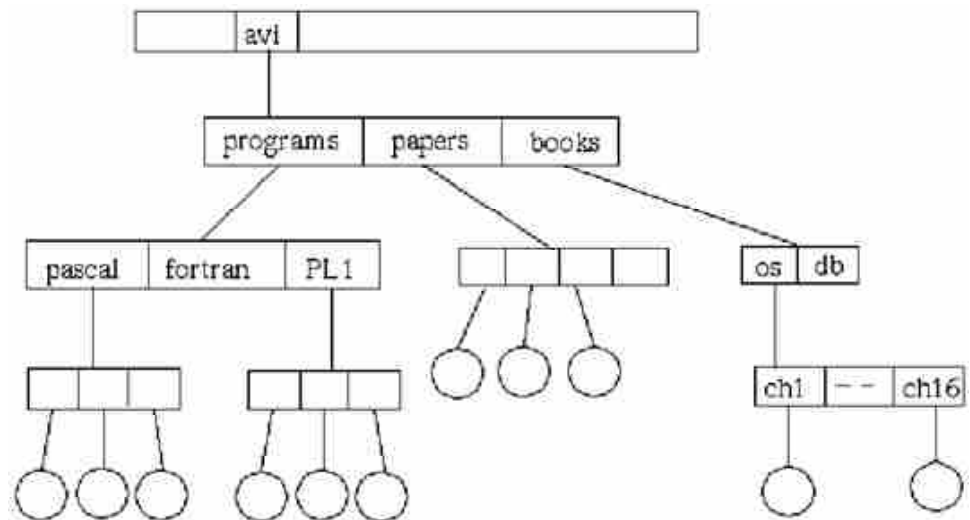 avi
programs papers books
pascal fortran PL1
os db
ch1 -- ch16